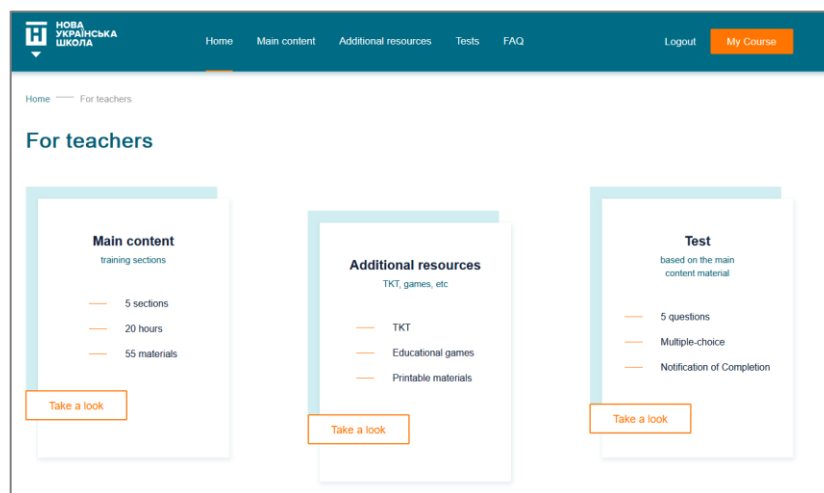 НОВА
УКРАЇНСЬКА
ШКОЛА
Home Main content Additional resources Tests FAQ Logout My Course
Home For teachers
For teachers
Main content
training sections
5 sections
20 hours
55 materials
Take a look
Additional resources
TKT, games, etc
TKT
Educational games
Printable materials
Take a look
Test
based on the main
content material
5 questions
Multiple-choice
Notification of Completion
Take a look